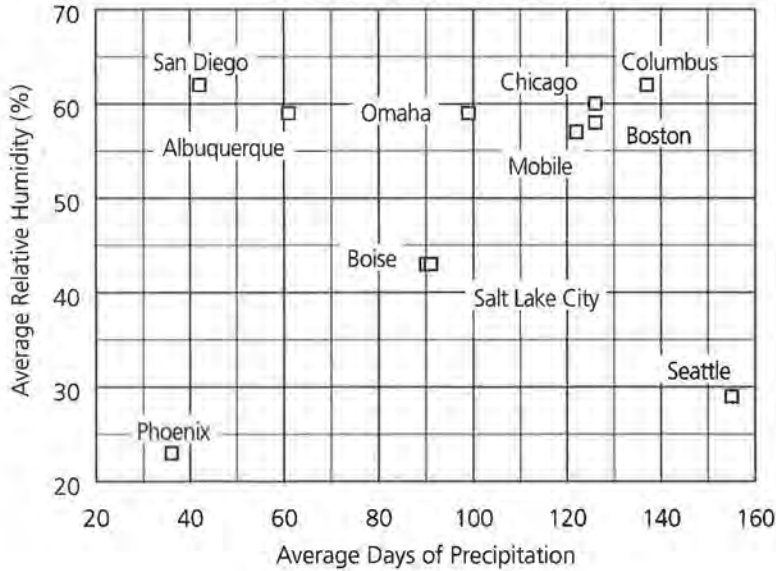 70
San Diego
Chicago
Columbus
60
Omaha
Albuquerque
Boston
Mobile
50
Boise
40
Salt Lake City
Seattle
30
Phoenix
20
20 40 60 80 100 120 140 160
Average Relative Humidity (%)
Average Days of Precipitation